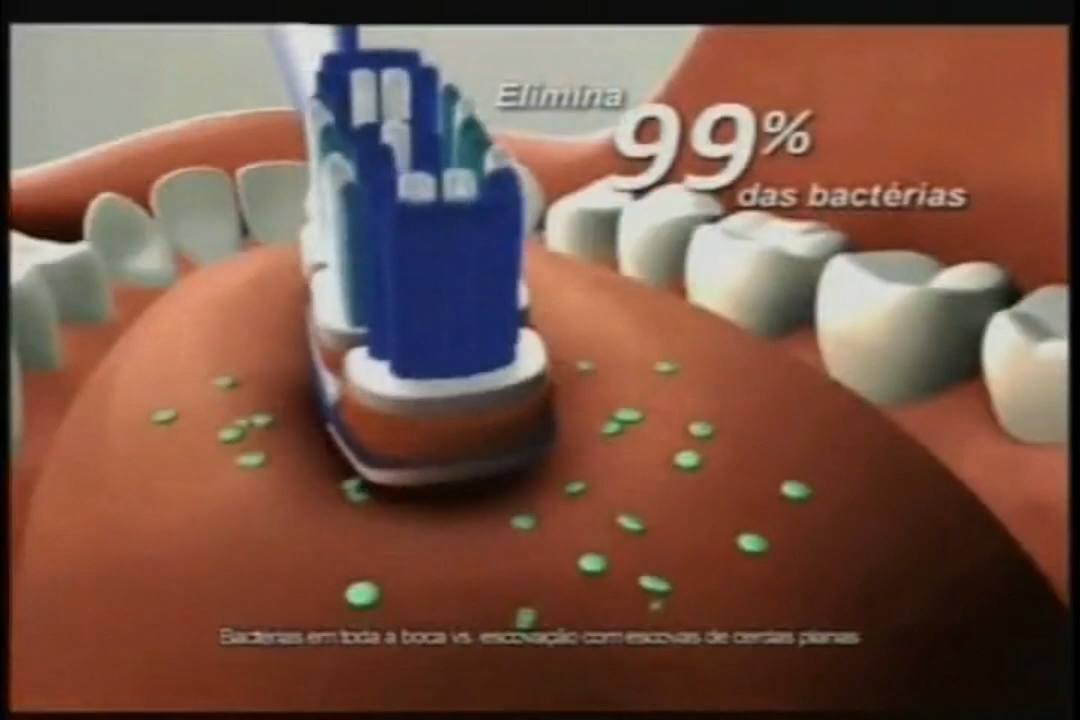 Elimina
99%
das bactérias
Bactérias em toda a boca vs. escovação com escovas de cerdas planas